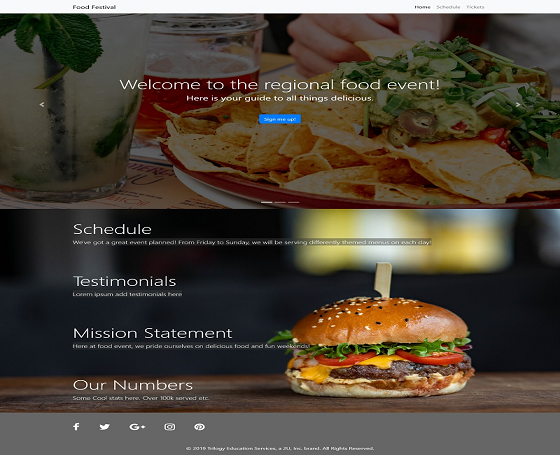 Food Festival
Home Schedule Tickets
Welcome to the regional food event!
Here is your guide to all things delicious.
Sign me up!
Schedule
We've got a great event planned! From Friday to Sunday, we will be serving differently themed menus on each day!
Testimonials
Lorem ipsum add testimonials here
Mission Statement
Here at food event, we pride ourselves on delicious food and fun weekends!
Our Numbers
Some Cool stats here. Over 100k served etc.
© 2019 Trilogy Education Services, a 2U, Inc. brand. All Rights Reserved.